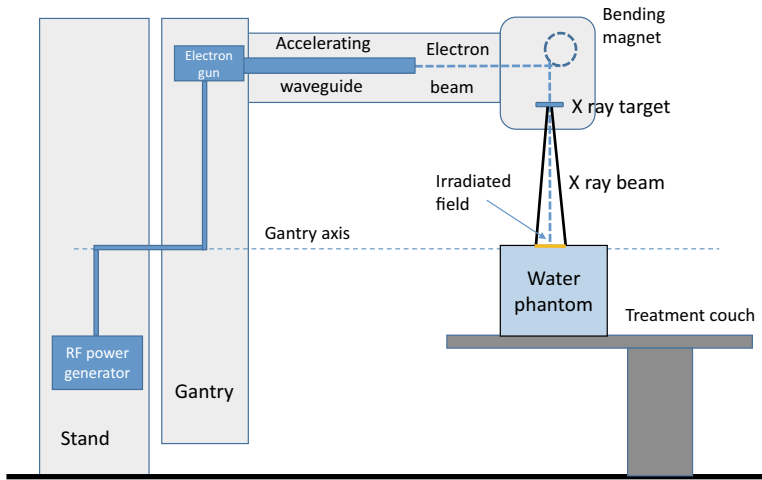 Bending
magnet
Electron
gun
Accelerating
waveguide
Electron
beam
X ray target
X ray beam
Irradiated
field
Gantry axis
Water
phantom
Treatment couch
RF power
generator
Gantry
Stand